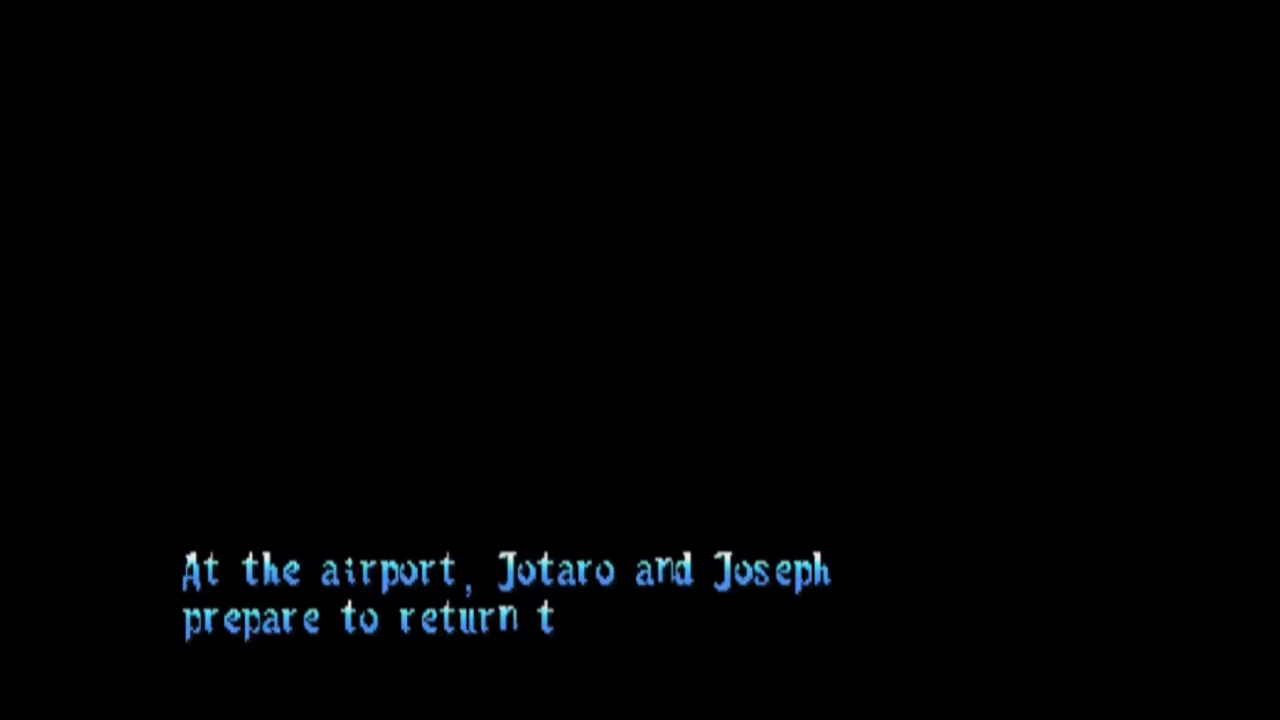 At the airport, Jotaro and Joseph
prepare to return t